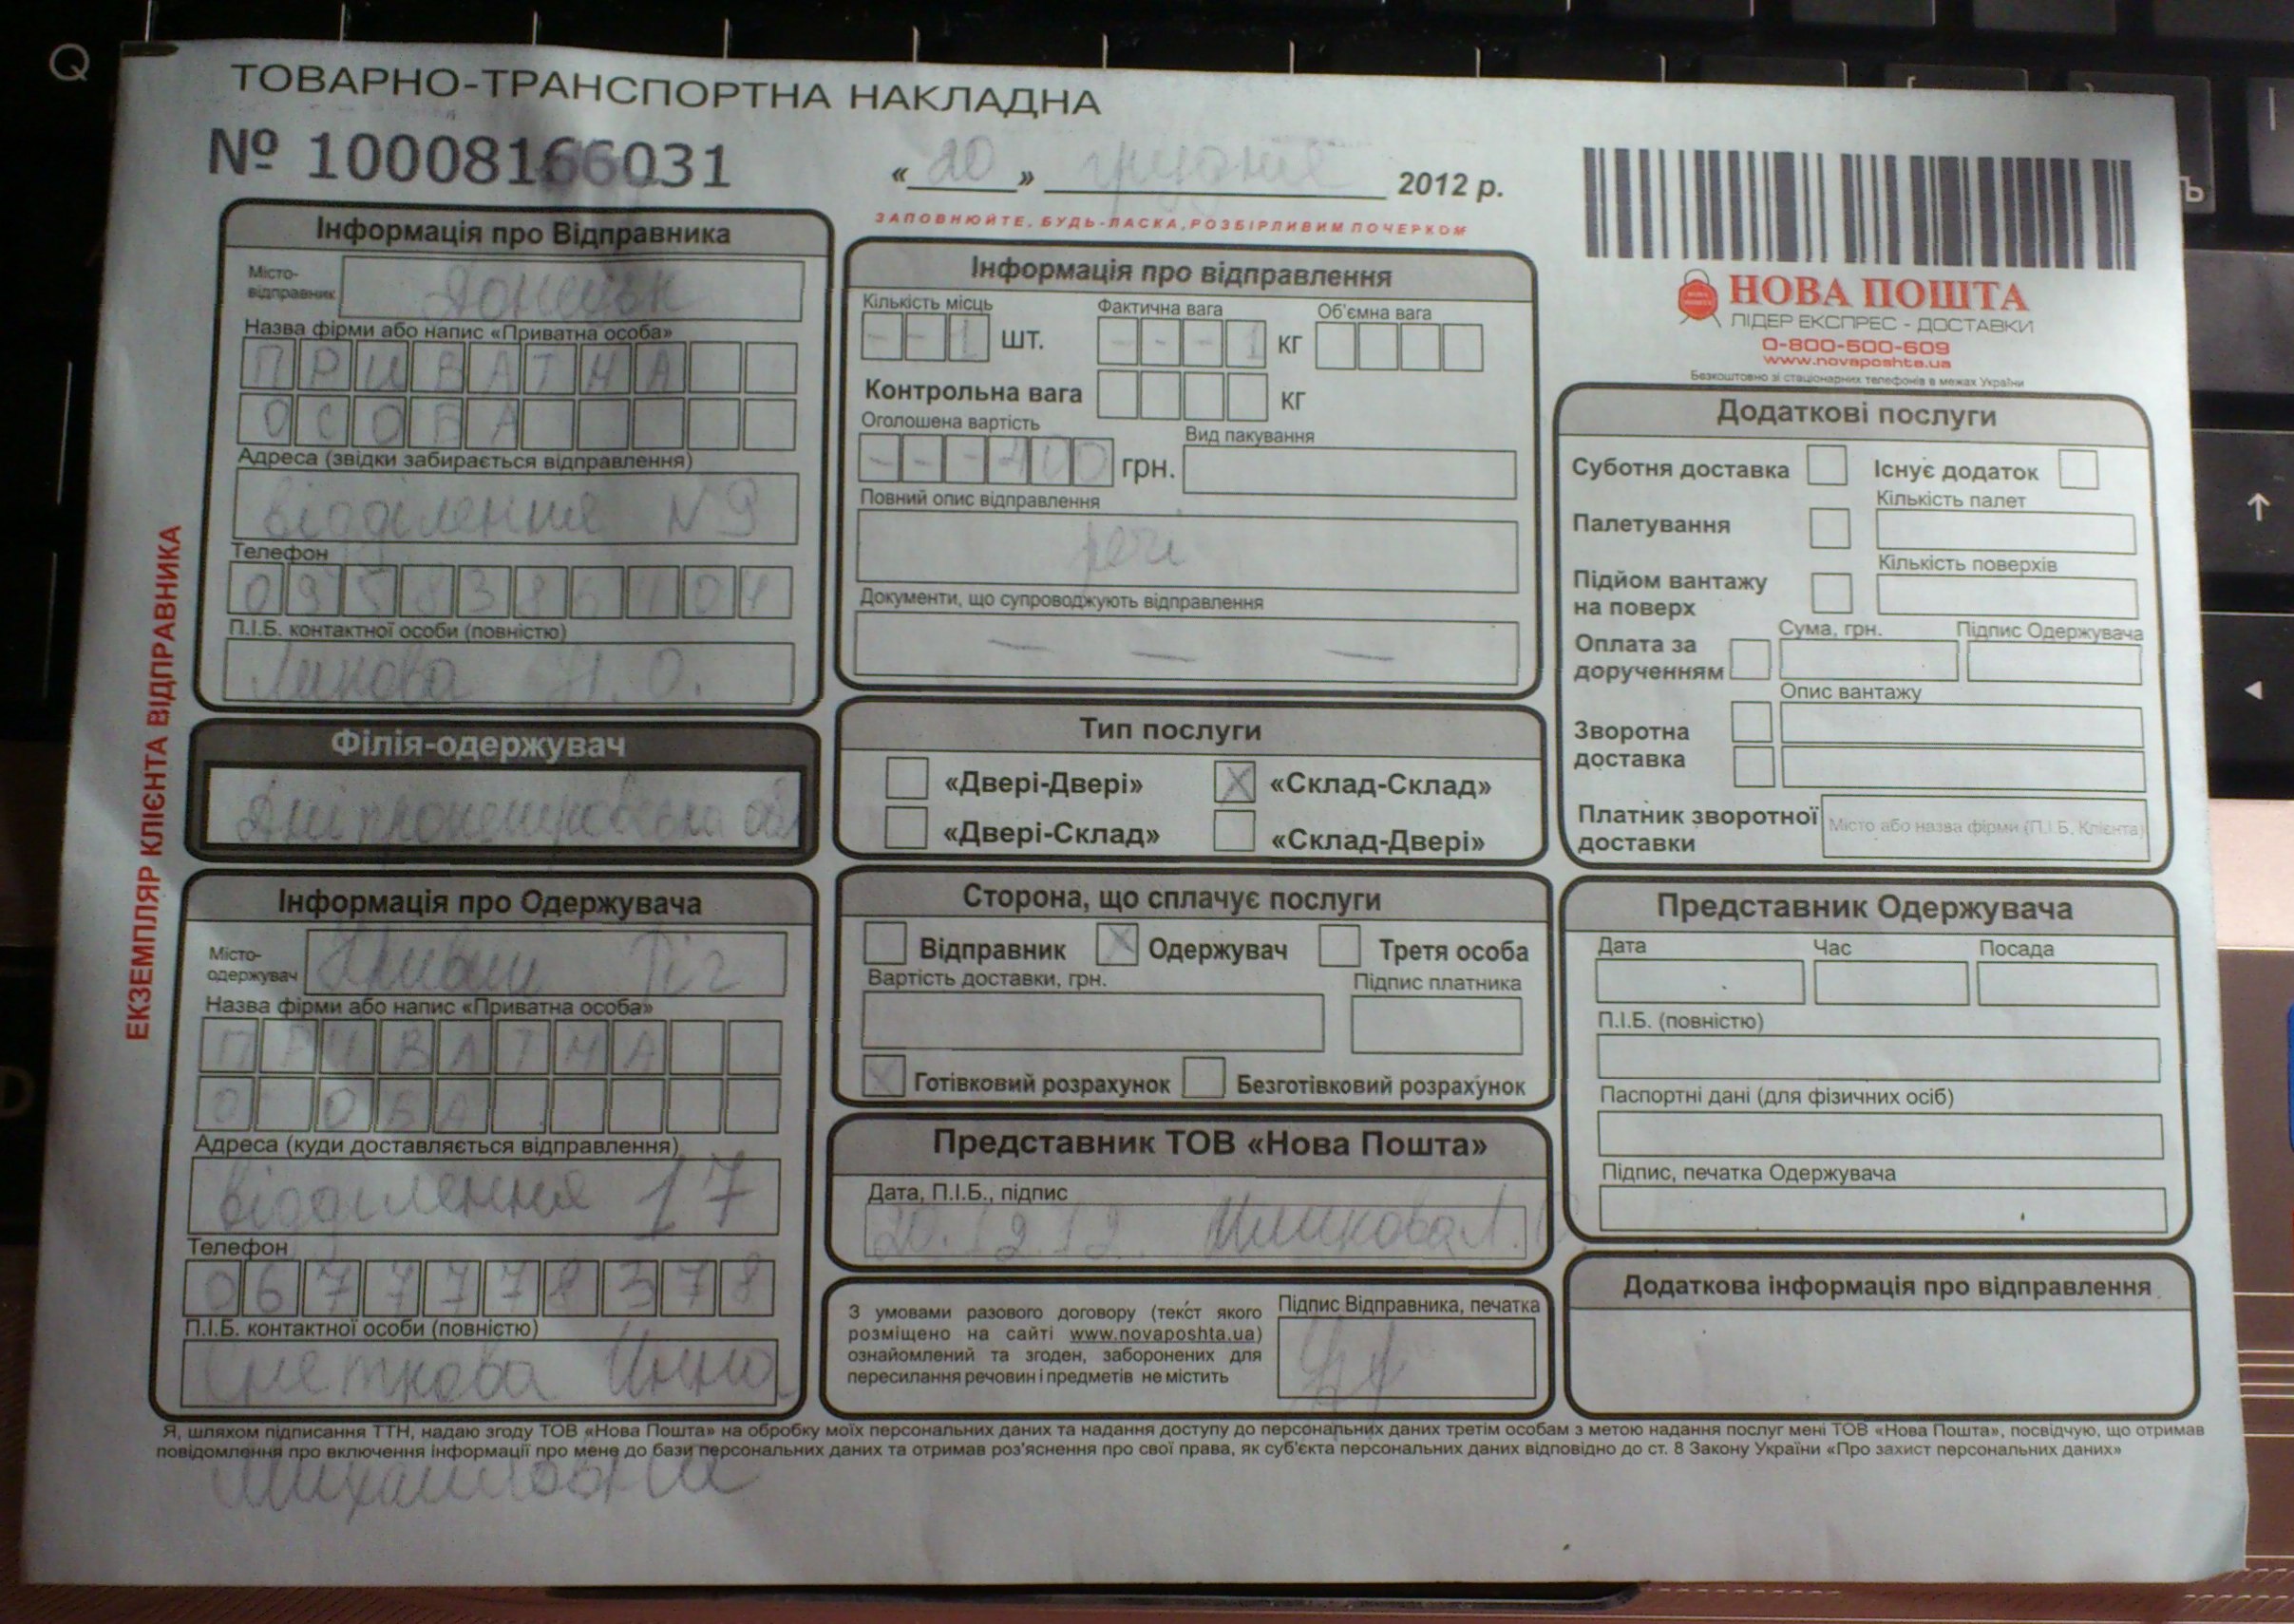 ТОВАРНО-ТРАНСПОРТНА НАКЛАДНА
№ 10008166031
«20» грудня 2012 р.
ЗАПОВНЮЙТЕ, БУДЬ-ЛАСКА, РОЗБІРЛИВИМ ПОЧЕРКОМ
ЕКЗЕМПЛЯР КЛІЄНТА ВІДПРАВНИКА
Інформація про Відправника
Місто-відправник Донецьк
Назва фірми або напис «Приватна особа»
ПРИВАТНА
ОСОБА
Адреса (звідки забирається відправлення)
відділення N 9
Телефон
П.І.Б. контактної особи (повністю)
Філія-одержувач
Дніпропетровська обл
Інформація про Одержувача
Місто-одержувач Кривий Ріг
Назва фірми або напис «Приватна особа»
ПРИВАТНА
О ОБА
Адреса (куди доставляється відправлення)
відділення 17
Телефон
0677778378
П.І.Б. контактної особи (повністю)
Сметкова Инна
Михайловна
Інформація про відправлення
Кількість місць Фактична вага Об'ємна вага
- - 1 шт. - - - 1 кг
Контрольна вага кг
Оголошена вартість Вид пакування
- - - 400 грн.
Повний опис відправлення
речі
Документи, що супроводжують відправлення
— — —
Тип послуги
«Двері-Двері» X «Склад-Склад»
«Двері-Склад» «Склад-Двері»
Сторона, що сплачує послуги
Відправник X Одержувач Третя особа
Вартість доставки, грн. Підпис платника
X Готівковий розрахунок Безготівковий розрахунок
Представник ТОВ «Нова Пошта»
Дата, П.І.Б., підпис
20.12.12
З умовами разового договору (текст якого
розміщено на сайті www.novaposhta.ua)
ознайомлений та згоден, заборонених для
пересилання речовин і предметів не містить
Підпис Відправника, печатка
НОВА ПОШТА
ЛІДЕР ЕКСПРЕС - ДОСТАВКИ
0-800-500-609
www.novaposhta.ua
Безкоштовно зі стаціонарних телефонів в межах України
Додаткові послуги
Суботня доставка Існує додаток
Кількість палет
Палетування
Кількість поверхів
Підйом вантажу
на поверх
Сума, грн. Підпис Одержувача
Оплата за
дорученням
Опис вантажу
Зворотна
доставка
Платник зворотної
доставки
Місто або назва фірми (П.І.Б. Клієнта)
Представник Одержувача
Дата Час Посада
П.І.Б. (повністю)
Паспортні дані (для фізичних осіб)
Підпис, печатка Одержувача
Додаткова інформація про відправлення
Я, шляхом підписання ТТН, надаю згоду ТОВ «Нова Пошта» на обробку моїх персональних даних та надання доступу до персональних даних третім особам з метою надання послуг мені ТОВ «Нова Пошта», посвідчую, що отримав
повідомлення про включення інформації про мене до бази персональних даних та отримав роз'яснення про свої права, як суб'єкта персональних даних відповідно до ст. 8 Закону України «Про захист персональних даних»